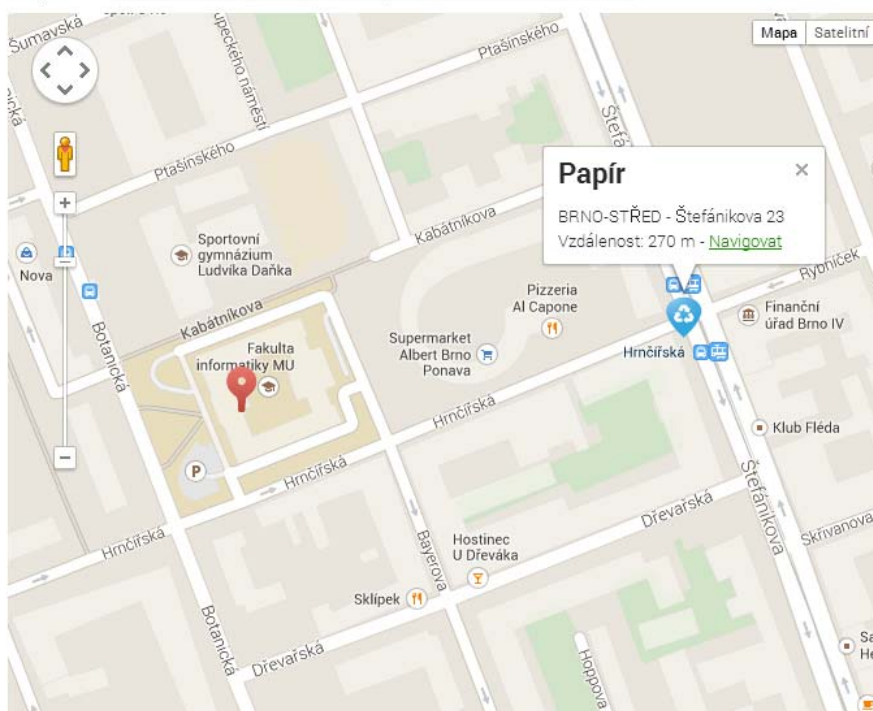 Šumavská
Ptašinského
Mapa
Satelitní
Štefánikova
Ptašinského
Papír
×
BRNO-STŘED - Štefánikova 23
Vzdálenost: 270 m - Navigovat
Kabátníkova
Sportovní
gymnázium
Ludvíka Daňka
Nova
Rybníček
Pizzeria
Al Capone
Finanční
úřad Brno IV
Kabátníkova
Botanická
Supermarket
Albert Brno
Ponava
Hrnčířská
Fakulta
informatiky MU
Hrnčířská
Klub Fléda
P
Hrnčířská
Štefánikova
Dřevařská
Hrnčířská
Bayerova
Hostinec
U Dřeváka
Skřivanova
Sklípek
Botanická
Dřevařská
Hoppova